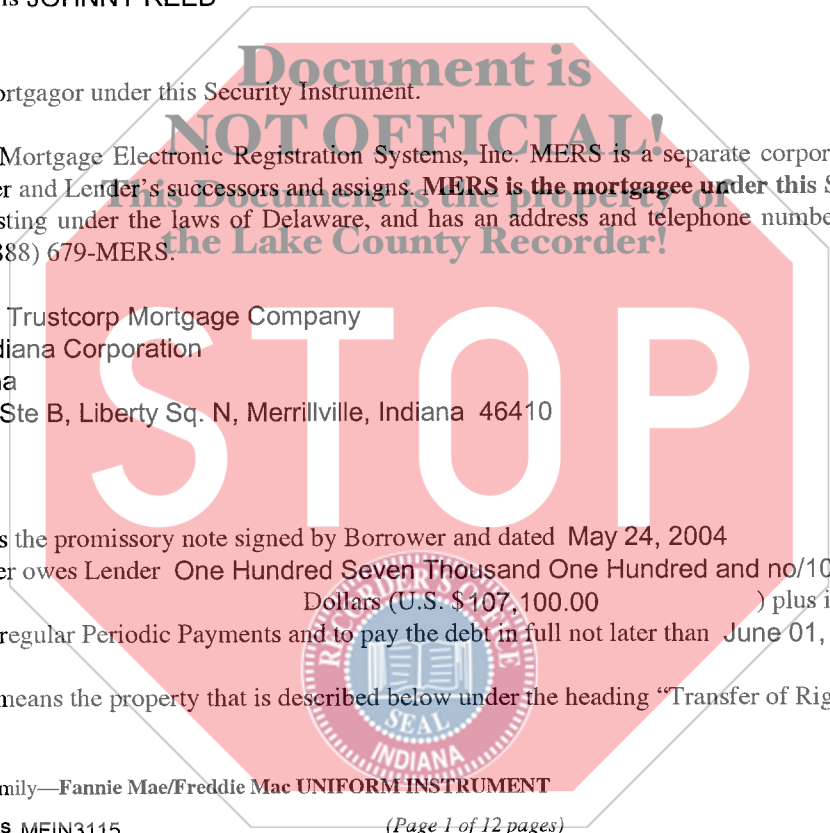 is JOHNNY REED
Document is
ortgagor under this Security Instrument.
NOT OFFICIAL!
Mortgage Electronic Registration Systems, Inc. MERS is a separate corpor
er and Lender's successors and assigns. MERS is the mortgagee under this S
This Document is the property of
sting under the laws of Delaware, and has an address and telephone numbe
888) 679-MERS.
the Lake County Recorder!
Trustcorp Mortgage Company
diana Corporation
na
Ste B, Liberty Sq. N, Merrillville, Indiana 46410
STOP
s the promissory note signed by Borrower and dated May 24, 2004
er owes Lender One Hundred Seven Thousand One Hundred and no/10
Dollars (U.S. $107,100.00 ) plus i
regular Periodic Payments and to pay the debt in full not later than June 01,
means the property that is described below under the heading “Transfer of Rig
RECORDER'S OFFICE
SEAL
INDIANA
mily—Fannie Mae/Freddie Mac UNIFORM INSTRUMENT
s MFIN3115 (Page 1 of 12 pages)